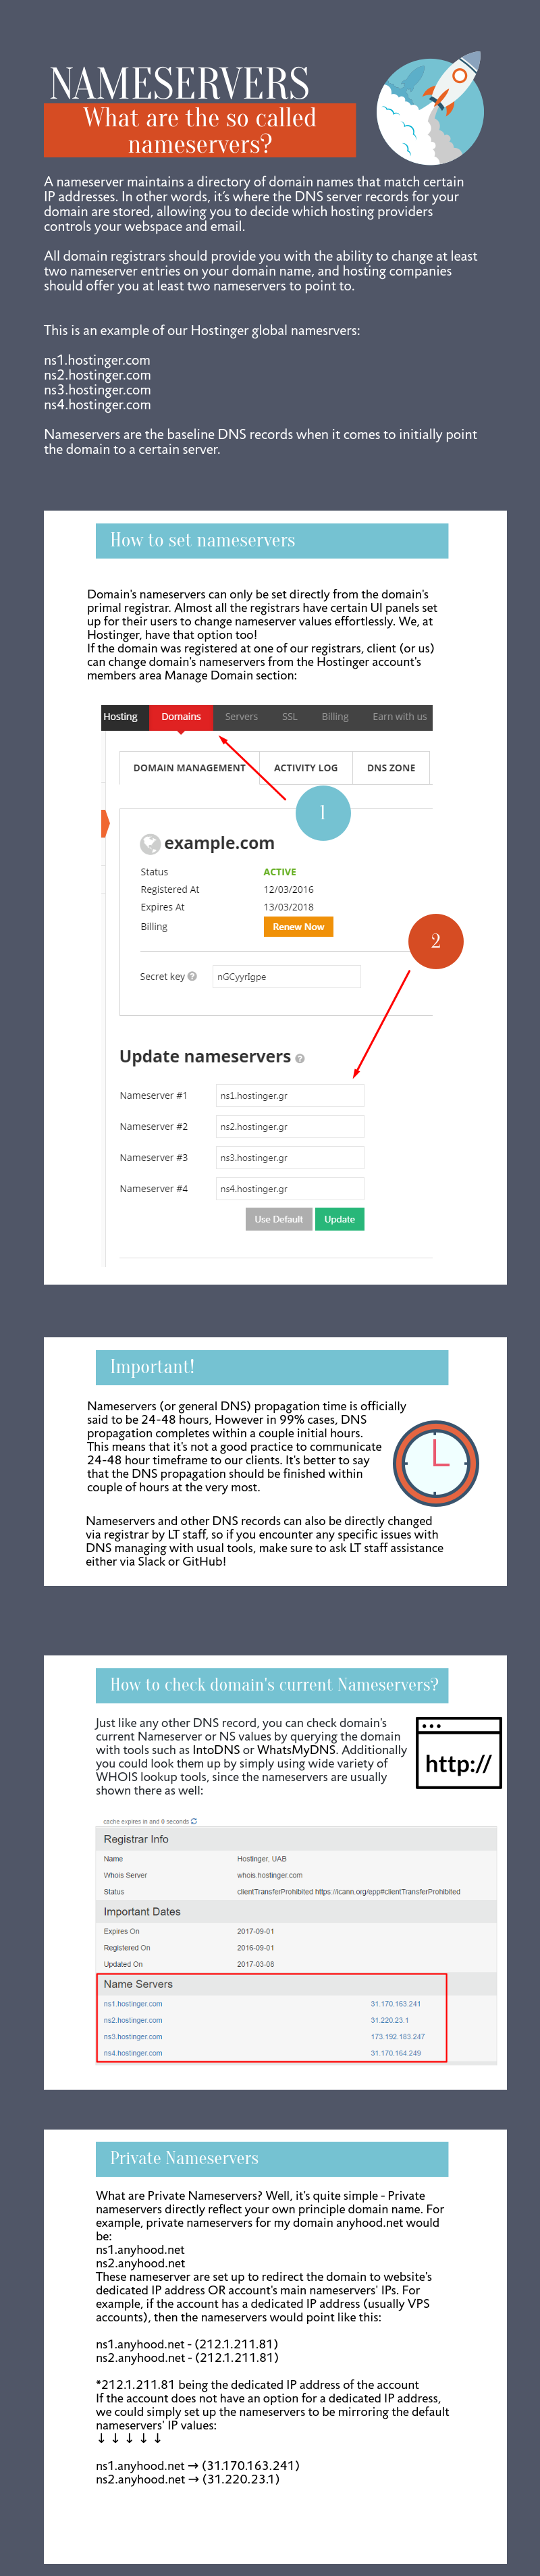 NAMESERVERS
What are the so called
nameservers?
A nameserver maintains a directory of domain names that match certain
IP addresses. In other words, it's where the DNS server records for your
domain are stored, allowing you to decide which hosting providers
controls your webspace and email.
All domain registrars should provide you with the ability to change at least
two nameserver entries on your domain name, and hosting companies
should offer you at least two nameservers to point to.
This is an example of our Hostinger global namesrvers:
ns1.hostinger.com
ns2.hostinger.com
ns3.hostinger.com
ns4.hostinger.com
Nameservers are the baseline DNS records when it comes to initially point
the domain to a certain server.
How to set nameservers
Domain's nameservers can only be set directly from the domain's
primal registrar. Almost all the registrars have certain UI panels set
up for their users to change nameserver values effortlessly. We, at
Hostinger, have that option too!
If the domain was registered at one of our registrars, client (or us)
can change domain's nameservers from the Hostinger account's
members area Manage Domain section:
Hosting Domains Servers SSL Billing Earn with us
DOMAIN MANAGEMENT ACTIVITY LOG DNS ZONE
1
example.com
Status ACTIVE
Registered At 12/03/2016
Expires At 13/03/2018
Billing Renew Now
2
Secret key ? nGCyyrIgpe
Update nameservers ?
Nameserver #1 ns1.hostinger.gr
Nameserver #2 ns2.hostinger.gr
Nameserver #3 ns3.hostinger.gr
Nameserver #4 ns4.hostinger.gr
Use Default Update
Important!
Nameservers (or general DNS) propagation time is officially
said to be 24-48 hours, However in 99% cases, DNS
propagation completes within a couple initial hours.
This means that it's not a good practice to communicate
24-48 hour timeframe to our clients. It's better to say
that the DNS propagation should be finished within
couple of hours at the very most.
Nameservers and other DNS records can also be directly changed
via registrar by LT staff, so if you encounter any specific issues with
DNS managing with usual tools, make sure to ask LT staff assistance
either via Slack or GitHub!
How to check domain's current Nameservers?
Just like any other DNS record, you can check domain's
current Nameserver or NS values by querying the domain
with tools such as IntoDNS or WhatsMyDNS. Additionally
you could look them up by simply using wide variety of
WHOIS lookup tools, since the nameservers are usually
shown there as well:
http://
cache expires in and 0 seconds
Registrar Info
Name Hostinger, UAB
Whois Server whois.hostinger.com
Status clientTransferProhibited https://icann.org/epp#clientTransferProhibited
Important Dates
Expires On 2017-09-01
Registered On 2016-09-01
Updated On 2017-03-08
Name Servers
ns1.hostinger.com 31.170.163.241
ns2.hostinger.com 31.220.23.1
ns3.hostinger.com 173.192.183.247
ns4.hostinger.com 31.170.164.249
Private Nameservers
What are Private Nameservers? Well, it's quite simple - Private
nameservers directly reflect your own principle domain name. For
example, private nameservers for my domain anyhood.net would
be:
ns1.anyhood.net
ns2.anyhood.net
These nameserver are set up to redirect the domain to website's
dedicated IP address OR account's main nameservers' IPs. For
example, if the account has a dedicated IP address (usually VPS
accounts), then the nameservers would point like this:
ns1.anyhood.net - (212.1.211.81)
ns2.anyhood.net - (212.1.211.81)
*212.1.211.81 being the dedicated IP address of the account
If the account does not have an option for a dedicated IP address,
we could simply set up the nameservers to be mirroring the default
nameservers' IP values:
↓ ↓ ↓ ↓ ↓
ns1.anyhood.net → (31.170.163.241)
ns2.anyhood.net → (31.220.23.1)